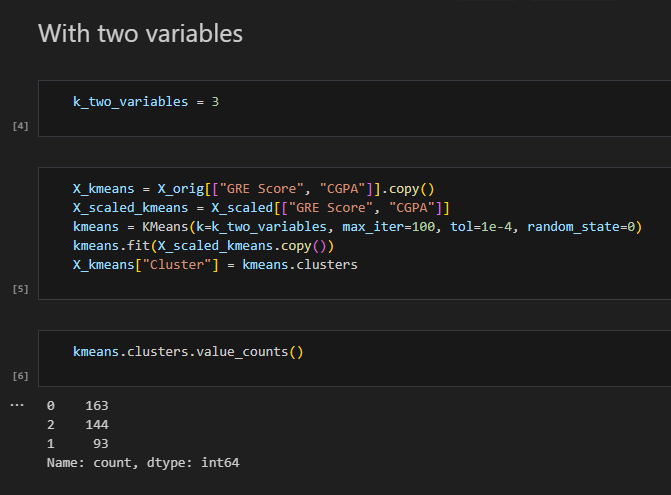 With two variables
k_two_variables = 3
[4]
X_kmeans = X_orig[["GRE Score", "CGPA"]].copy()
X_scaled_kmeans = X_scaled[["GRE Score", "CGPA"]]
kmeans = KMeans(k=k_two_variables, max_iter=100, tol=1e-4, random_state=0)
kmeans.fit(X_scaled_kmeans.copy())
X_kmeans["Cluster"] = kmeans.clusters
[5]
kmeans.clusters.value_counts()
[6]
... 0    163
2    144
1     93
Name: count, dtype: int64